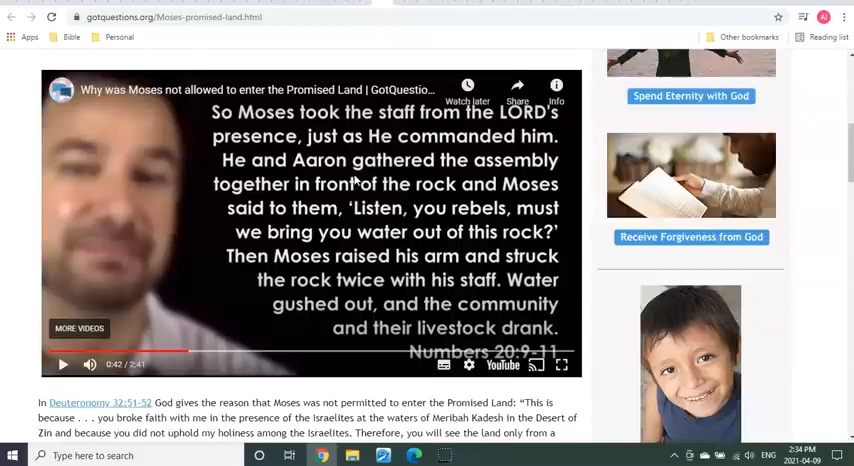 gotquestions.org/Moses-promised-land.html
Apps
Bible
Personal
Other bookmarks
Reading list
Why was Moses not allowed to enter the Promised Land | GotQuestio...
Watch later
Share
Info
So Moses took the staff from the LORD's
presence, just as He commanded him.
He and Aaron gathered the assembly
together in front of the rock and Moses
said to them, 'Listen, you rebels, must
we bring you water out of this rock?'
Then Moses raised his arm and struck
the rock twice with his staff. Water
gushed out, and the community
and their livestock drank.
Numbers 20:9-11
MORE VIDEOS
0:42 / 2:41
YouTube
Spend Eternity with God
Receive Forgiveness from God
In Deuteronomy 32:51-52 God gives the reason that Moses was not permitted to enter the Promised Land: “This is
because . . . you broke faith with me in the presence of the Israelites at the waters of Meribah Kadesh in the Desert of
Zin and because you did not uphold my holiness among the Israelites. Therefore, you will see the land only from a
Type here to search
ENG
2:34 PM
2021-04-09
AI